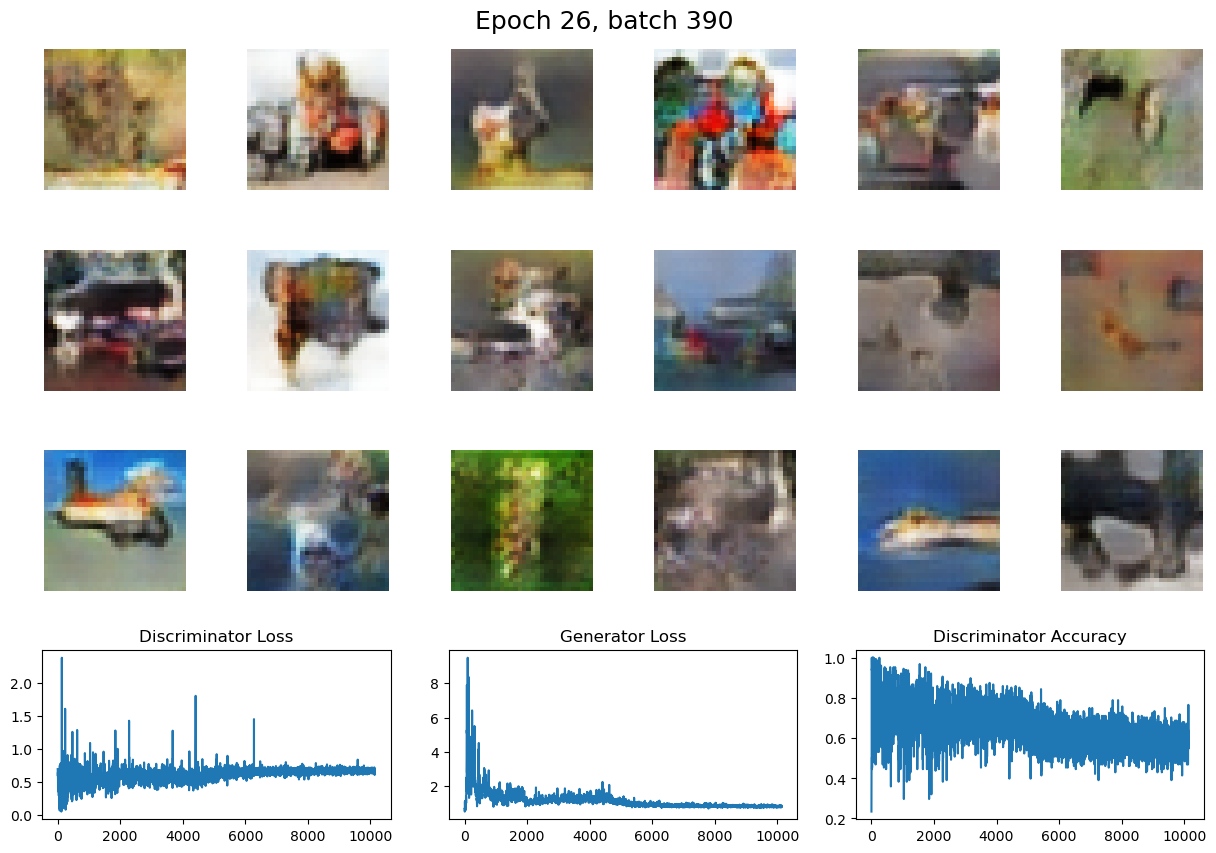 Epoch 26, batch 390
Discriminator Loss
Generator Loss
Discriminator Accuracy
2.0
1.5
1.0
0.5
0.0
0 2000 4000 6000 8000 10000
8
6
4
2
0 2000 4000 6000 8000 10000
1.0
0.8
0.6
0.4
0.2
0 2000 4000 6000 8000 10000